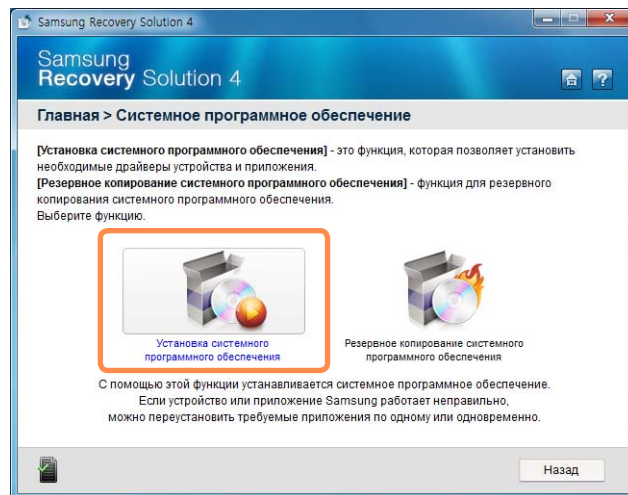 Samsung Recovery Solution 4
Samsung
Recovery Solution 4
?
Главная > Системное программное обеспечение
[Установка системного программного обеспечения] - это функция, которая позволяет установить
необходимые драйверы устройства и приложения.
[Резервное копирование системного программного обеспечения] - функция для резервного
копирования системного программного обеспечения.
Выберите функцию.
Установка системного
программного обеспечения
Резервное копирование системного
программного обеспечения
С помощью этой функции устанавливается системное программное обеспечение.
Если устройство или приложение Samsung работает неправильно,
можно переустановить требуемые приложения по одному или одновременно.
Назад